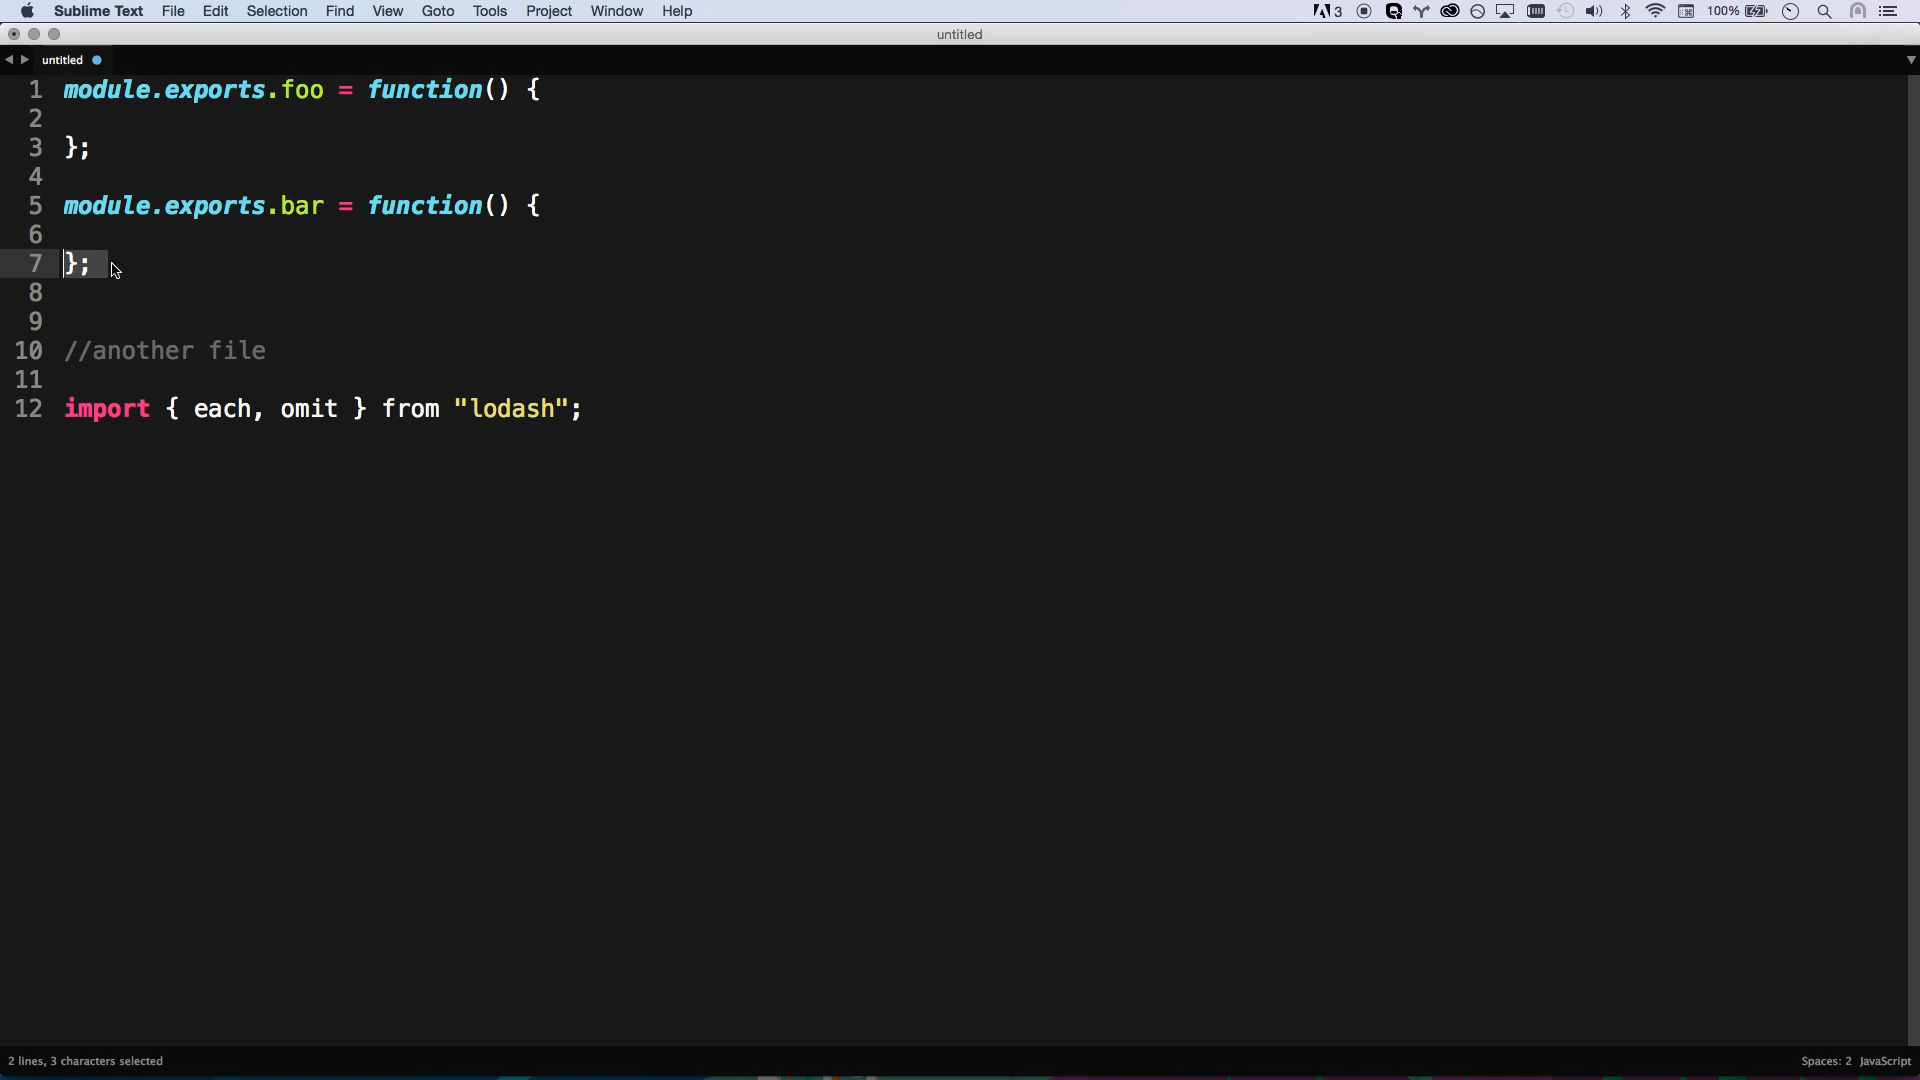 Sublime Text File Edit Selection Find View Goto Tools Project Window Help 3 100%
untitled
untitled
1 module.exports.foo = function() {
2
3 };
4
5 module.exports.bar = function() {
6
7 };
8
9
10 //another file
11
12 import { each, omit } from "lodash";
2 lines, 3 characters selected Spaces: 2 JavaScript